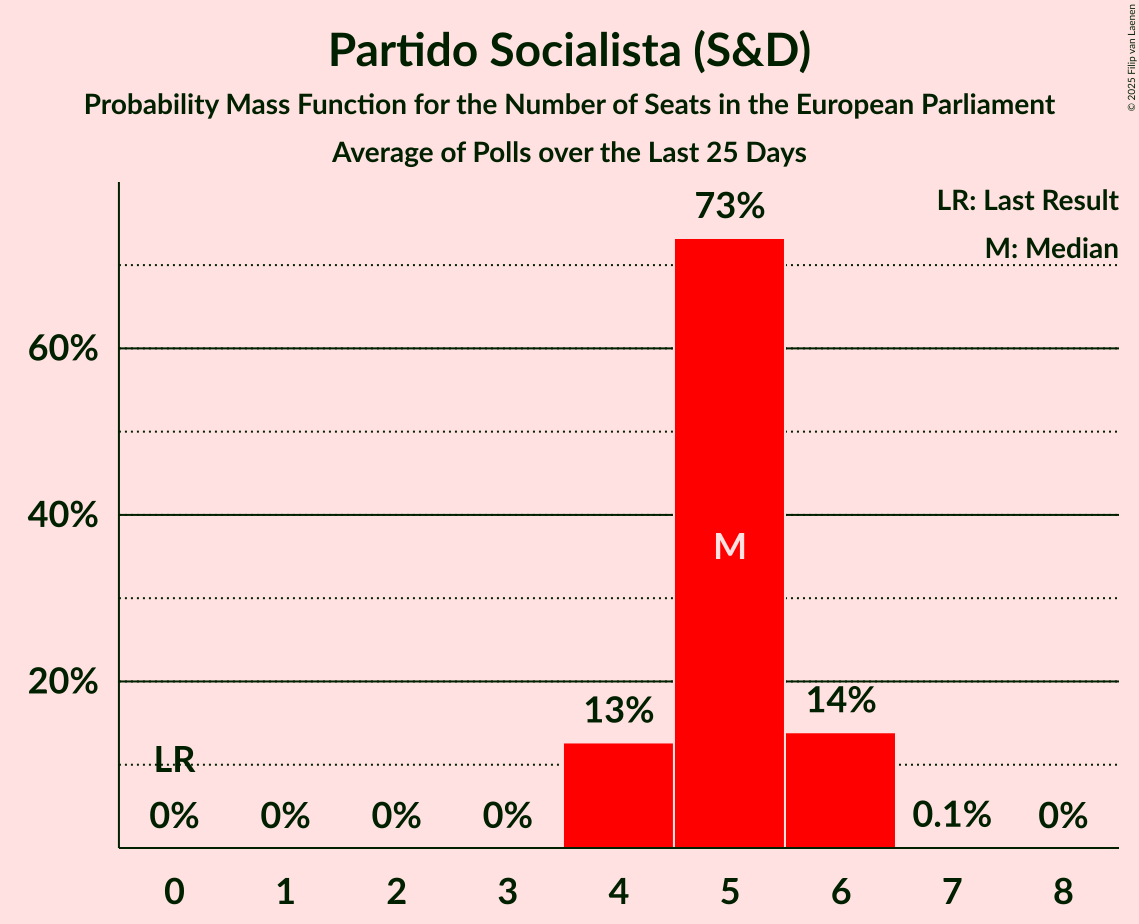 Partido Socialista (S&D)
Probability Mass Function for the Number of Seats in the European Parliament
Average of Polls over the Last 25 Days
© 2025 Filip van Laenen
LR: Last Result
M: Median
73%
60%
40%
M
20%
13%
14%
LR
0%
0%
0%
0%
0.1%
0%
0 1 2 3 4 5 6 7 8